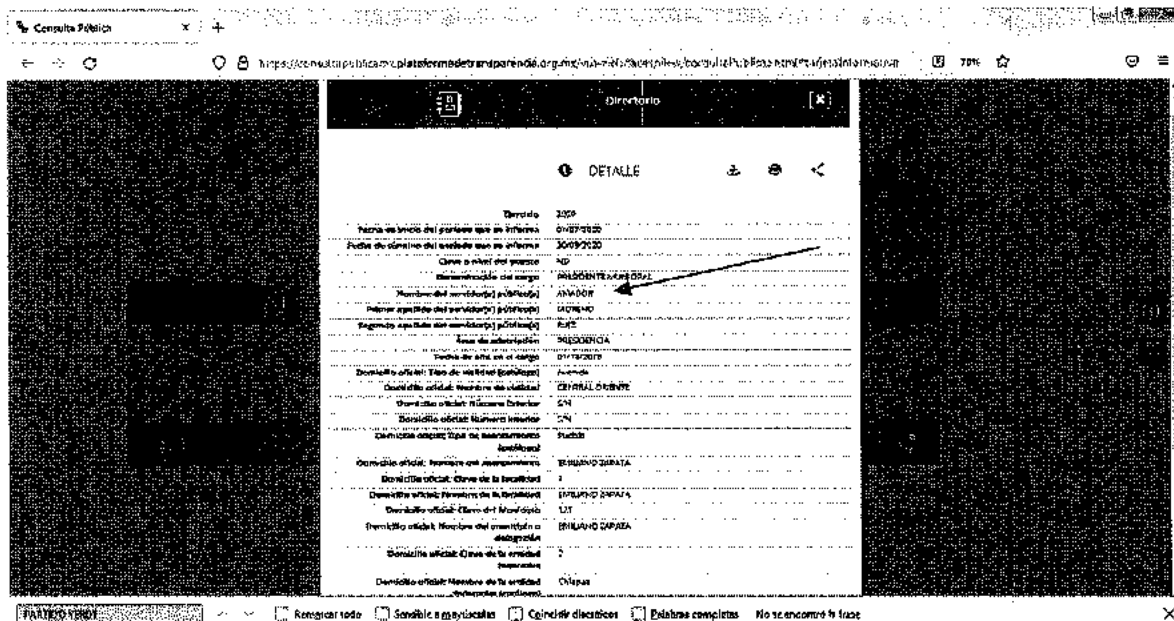 Consulta Pública × +
Directorio [×]
DETALLE
Ejercicio 2020
Fecha de inicio del periodo que se informa 01/07/2020
Fecha de término del periodo que se informa 30/09/2020
Clave o nivel del puesto ND
Denominación del cargo PRESIDENTE MUNICIPAL
Nombre del servidor(a) público(a) AMADOR
Primer apellido del servidor(a) público(a) MORENO
Segundo apellido del servidor(a) público(a) RUIZ
Área de adscripción PRESIDENCIA
Fecha de alta en el cargo
Domicilio oficial: Tipo de vialidad (catálogo) Avenida
Domicilio oficial: Nombre de vialidad CENTRAL ORIENTE
Domicilio oficial: Número Exterior S/N
Domicilio oficial: Número Interior S/N
Domicilio oficial: Tipo de asentamiento Pueblo
(catálogo)
Domicilio oficial: Nombre del asentamiento EMILIANO ZAPATA
Domicilio oficial: Clave de la localidad 1
Domicilio oficial: Nombre de la localidad EMILIANO ZAPATA
Domicilio oficial: Clave del Municipio
Domicilio oficial: Nombre del municipio o EMILIANO ZAPATA
delegación
Domicilio oficial: Clave de la entidad 7
federativa
Domicilio oficial: Nombre de la entidad Chiapas
federativa (catálogo)
PARTIDO VERDE Remarcar todo Sensible a mayúsculas Coincidir diacríticos Palabras completas No se encontró la frase ×